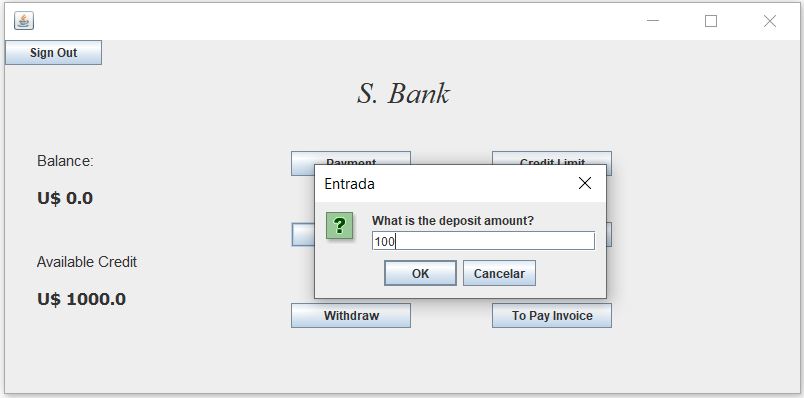 Sign Out
S. Bank
Balance:
U$ 0.0
Available Credit
U$ 1000.0
Payment
Credit Limit
Entrada
?
What is the deposit amount?
100
OK
Cancelar
Withdraw
To Pay Invoice